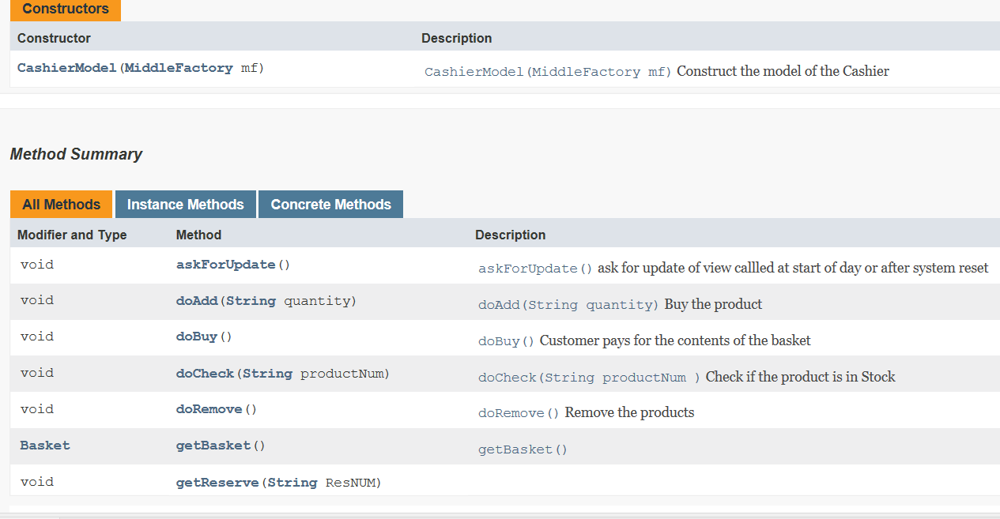 Constructors
Constructor Description
CashierModel(MiddleFactory mf) CashierModel(MiddleFactory mf) Construct the model of the Cashier
Method Summary
All Methods Instance Methods Concrete Methods
Modifier and Type Method Description
void askForUpdate() askForUpdate() ask for update of view callled at start of day or after system reset
void doAdd(String quantity) doAdd(String quantity) Buy the product
void doBuy() doBuy() Customer pays for the contents of the basket
void doCheck(String productNum) doCheck(String productNum ) Check if the product is in Stock
void doRemove() doRemove() Remove the products
Basket getBasket() getBasket()
void getReserve(String ResNUM)